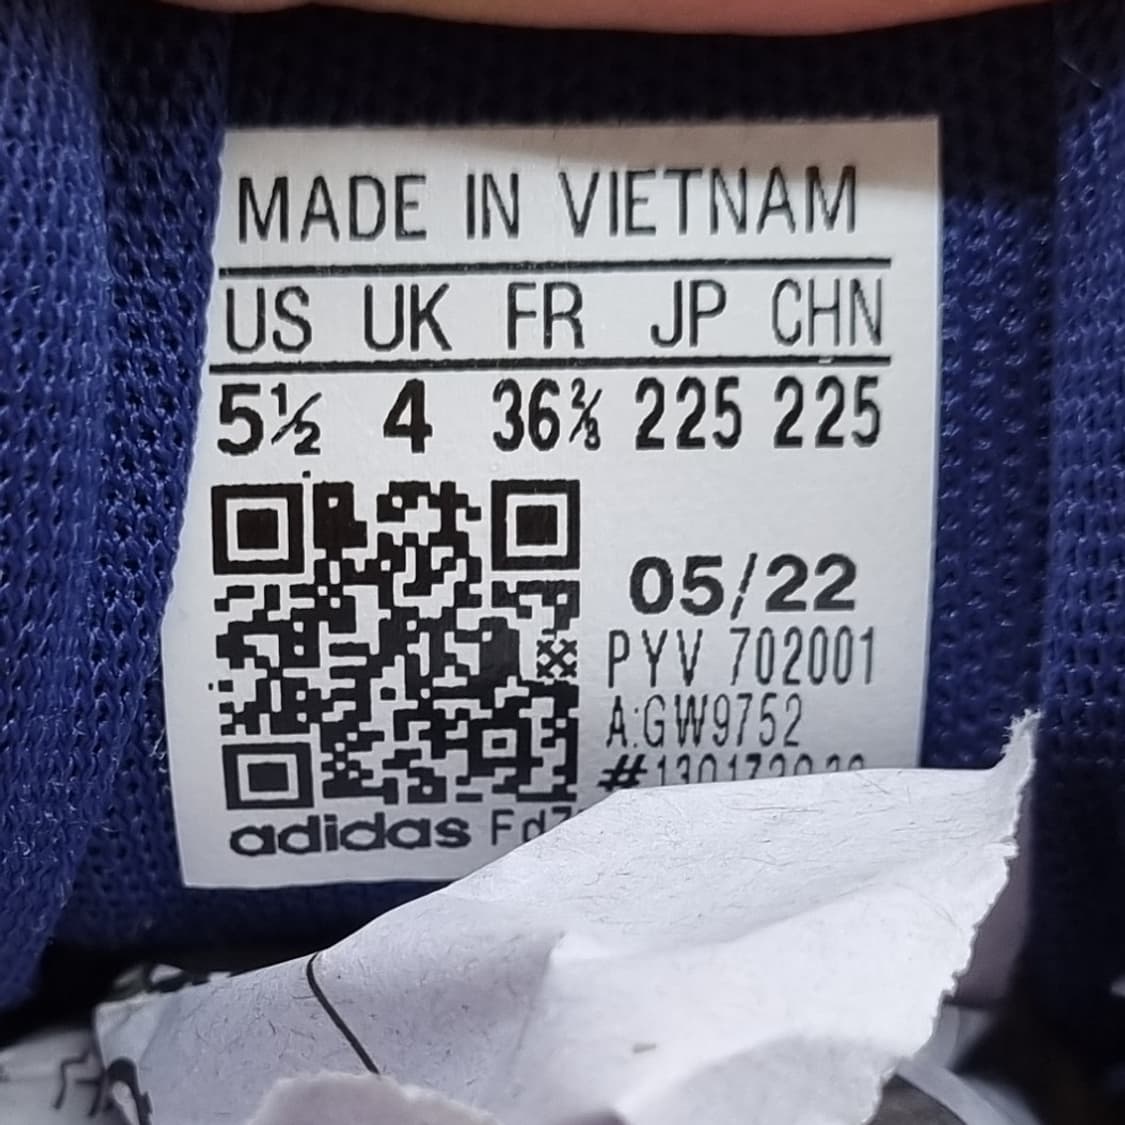 MADE IN VIETNAM
US UK FR JP CHN
5½ 4 36⅔ 225 225
05/22
PYV 702001
A:GW9752
adidas